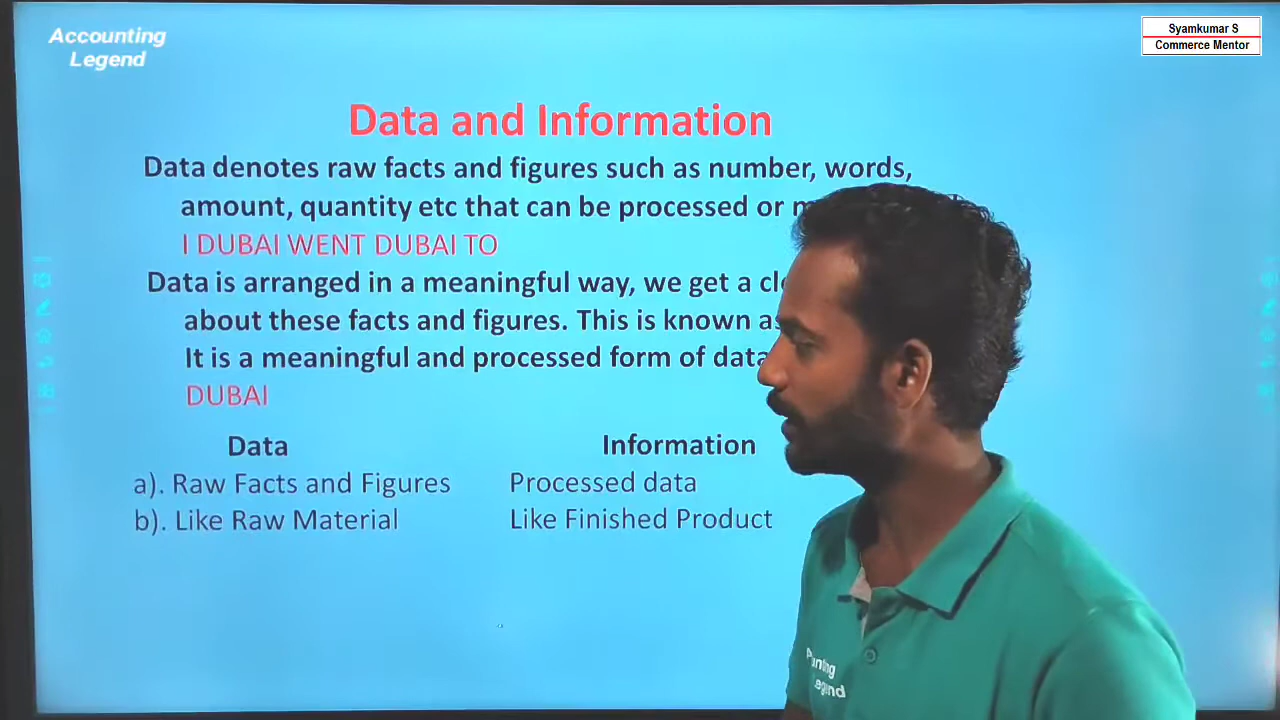 Accounting
Legend
Syamkumar S
Commerce Mentor
Data and Information
Data denotes raw facts and figures such as number, words,
amount, quantity etc that can be processed or
I DUBAI WENT DUBAI TO
Data is arranged in a meaningful way, we get a
about these facts and figures. This is known as
It is a meaningful and processed form of data
DUBAI
Data Information
a). Raw Facts and Figures Processed data
b). Like Raw Material Like Finished Product
Legend